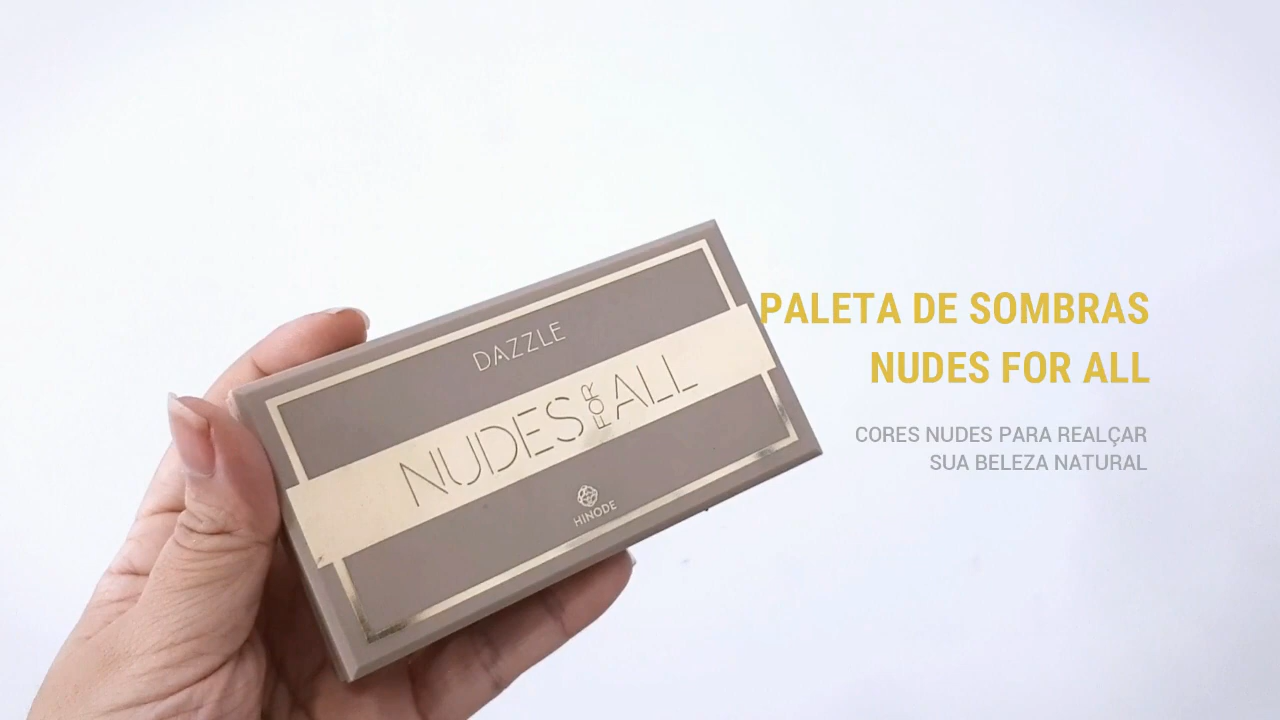 DAZZLE
NUDES FOR ALL
HINODE
PALETA DE SOMBRAS
NUDES FOR ALL
CORES NUDES PARA REALÇAR
SUA BELEZA NATURAL